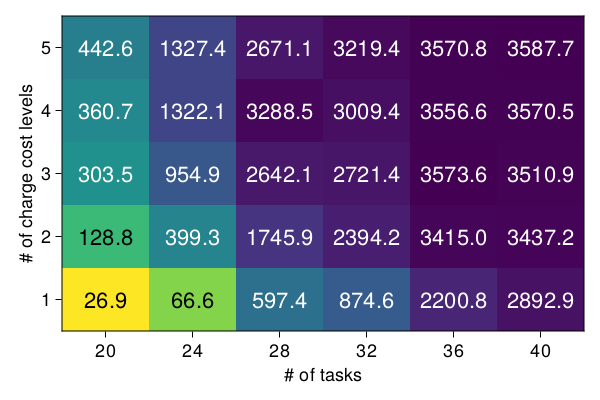 # of charge cost levels
5 442.6 1327.4 2671.1 3219.4 3570.8 3587.7
4 360.7 1322.1 3288.5 3009.4 3556.6 3570.5
3 303.5 954.9 2642.1 2721.4 3573.6 3510.9
2 128.8 399.3 1745.9 2394.2 3415.0 3437.2
1 26.9 66.6 597.4 874.6 2200.8 2892.9
20 24 28 32 36 40
# of tasks